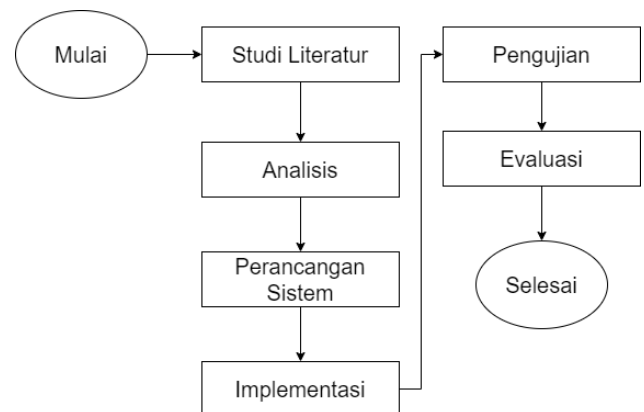 Mulai
Studi Literatur
Analisis
Perancangan
Sistem
Implementasi
Pengujian
Evaluasi
Selesai